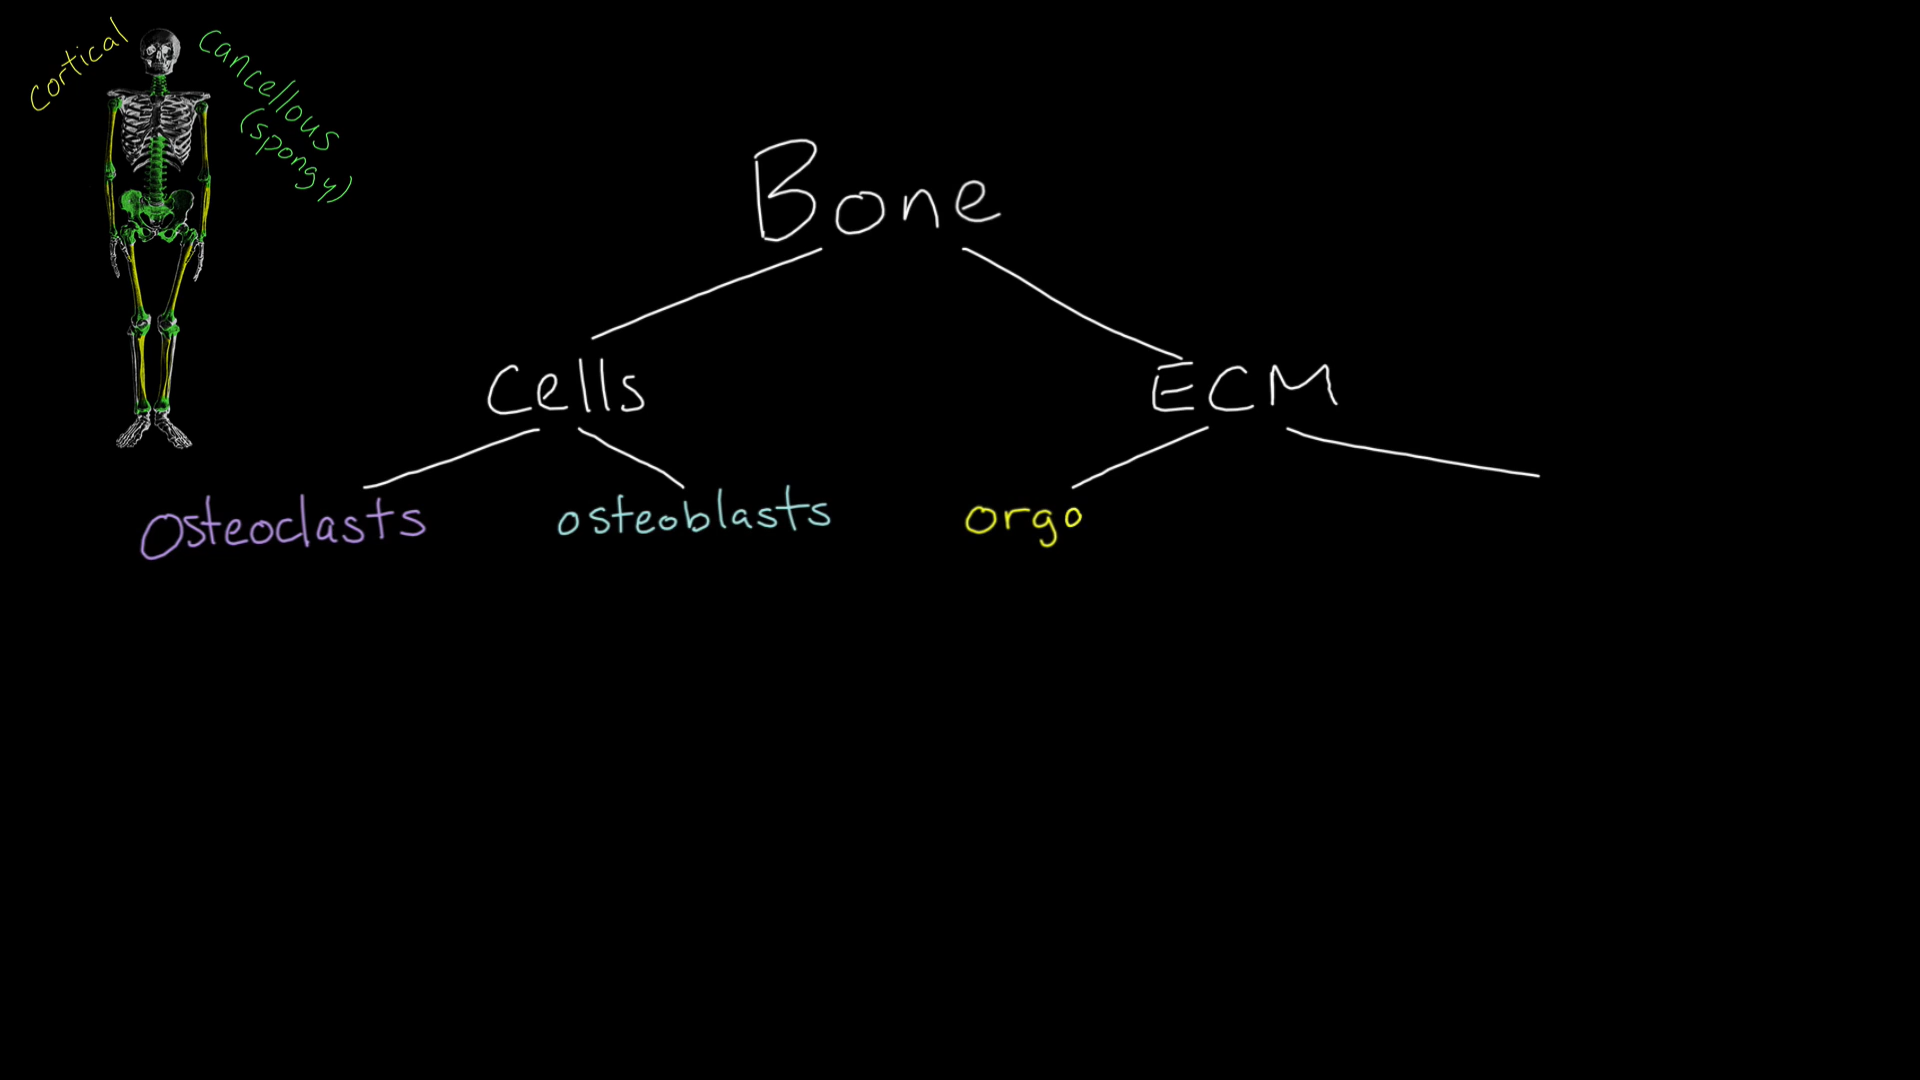 Cortical
Cancellous
(spongy)
Bone
Cells
ECM
Osteoclasts
osteoblasts
orgo